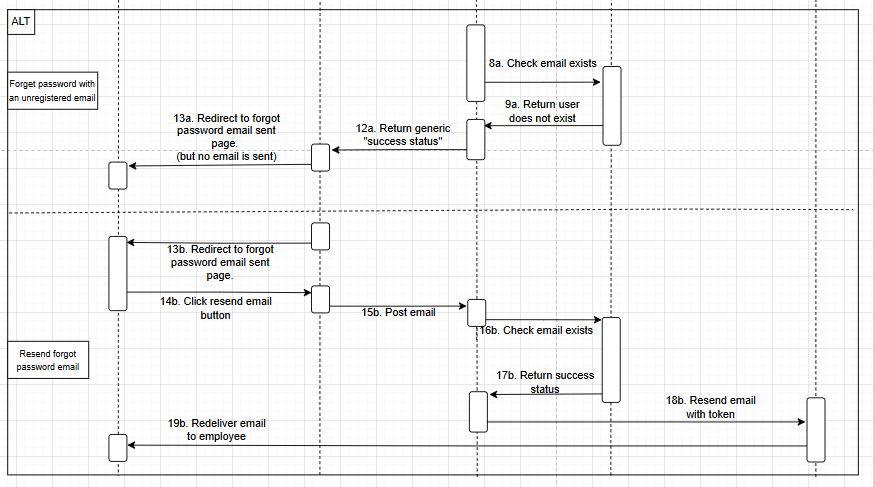 ALT
8a. Check email exists
Forget password with
an unregistered email
9a. Return user
does not exist
13a. Redirect to forgot
password email sent
page.
(but no email is sent)
12a. Return generic
"success status"
13b. Redirect to forgot
password email sent
page.
14b. Click resend email
button
15b. Post email
16b. Check email exists
Resend forgot
password email
17b. Return success
status
18b. Resend email
with token
19b. Redeliver email
to employee